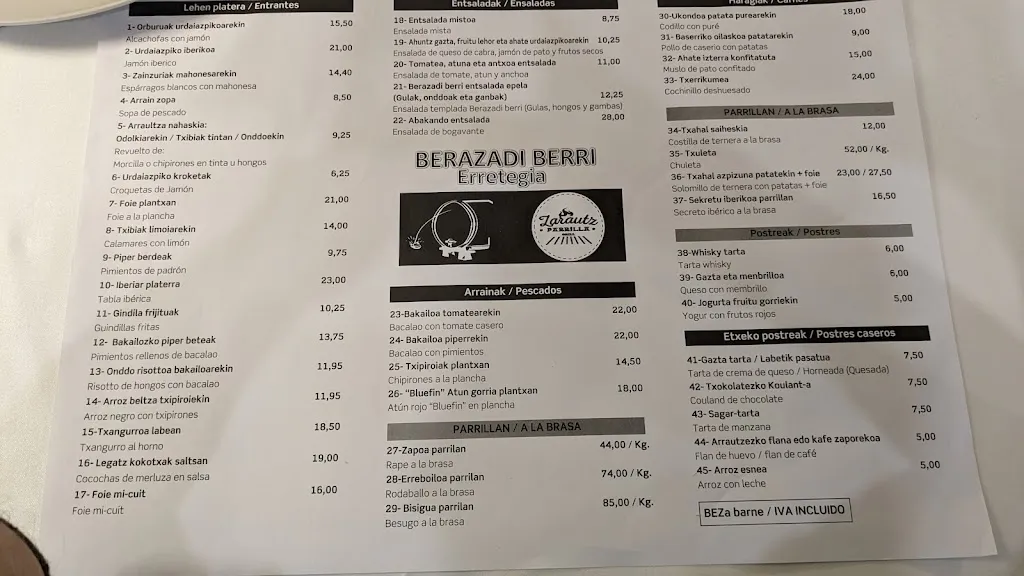 Lehen platera / Entrantes
1- Orburuak urdaiazpikoarekin 15,50
Alcachofas con jamón
2- Urdaiazpiko iberikoa 21,00
Jamón iberico
3- Zainzuriak mahonesarekin 14,40
Espárragos blancos con mahonesa
4- Arrain zopa 8,50
Sopa de pescado
5- Arraultza nahaskia:
Odolkiarekin / Txibiak tintan / Onddoekin 9,25
Revuelto de:
Morcilla o chipirones en tinta u hongos
6- Urdaiazpiko kroketak 6,25
Croquetas de Jamón
7- Foie plantxan 21,00
Foie a la plancha
8- Txibiak limoiarekin 14,00
Calamares con limón
9- Piper berdeak 9,75
Pimientos de padrón
10- Iberiar platerra 23,00
Tabla ibérica
11- Gindila frijituak 10,25
Guindillas fritas
12- Bakailozko piper beteak 13,75
Pimientos rellenos de bacalao
13- Onddo risottoa bakailoarekin 11,95
Risotto de hongos con bacalao
14- Arroz beltza txipiroiekin 11,95
Arroz negro con txipirones
15-Txangurroa labean 18,50
Txangurro al horno
16- Legatz kokotxak saltsan 19,00
Cocochas de merluza en salsa
17- Foie mi-cuit 16,00
Foie mi-cuit
Entsaladak / Ensaladas
18- Entsalada mistoa 8,75
Ensalada mista
19- Ahuntz gazta, fruitu lehor eta ahate urdaiazpikoarekin 10,25
Ensalada de queso de cabra, jamón de pato y frutos secos
20- Tomatea, atuna eta antxoa entsalada 11,00
Ensalada de tomate, atun y anchoa
21- Berazadi berri entsalada epela
(Gulak, onddoak eta ganbak) 12,25
Ensalada templada Berazadi berri (Gulas, hongos y gambas)
22- Abakando entsalada 28,00
Ensalada de bogavante
BERAZADI BERRI
Erretegia
Zarautz
PARRILLA
Arrainak / Pescados
23-Bakailoa tomatearekin 22,00
Bacalao con tomate casero
24- Bakailoa piperrekin 22,00
Bacalao con pimientos
25- Txipiroiak plantxan 14,50
Chipirones a la plancha
26- "Bluefin" Atun gorria plantxan 18,00
Atún rojo "Bluefin" en plancha
PARRILLAN / A LA BRASA
27-Zapoa parrilan 44,00 / Kg.
Rape a la brasa
28-Erreboiloa parrilan 74,00 / Kg.
Rodaballo a la brasa
29- Bisigua parrilan 85,00 / Kg.
Besugo a la brasa
Haragiak / Carnes
30-Ukondoa patata purearekin 18,00
Codillo con puré
31- Baserriko oilaskoa patatarekin 9,00
Pollo de caserio con patatas
32- Ahate izterra konfitatuta 15,00
Muslo de pato confitado
33- Txerrikumea 24,00
Cochinillo deshuesado
PARRILLAN / A LA BRASA
34-Txahal saiheskia 12,00
Costilla de ternera a la brasa
35- Txuleta 52,00 / Kg.
Chuleta
36- Txahal azpizuna patatekin + foie 23,00 / 27,50
Solomillo de ternera con patatas + foie
37- Sekretu iberikoa parrillan 16,50
Secreto ibérico a la brasa
Postreak / Postres
38-Whisky tarta 6,00
Tarta whisky
39- Gazta eta menbrilloa 6,00
Queso con membrillo
40- Jogurta fruitu gorriekin 5,00
Yogur con frutos rojos
Etxeko postreak / Postres caseros
41-Gazta tarta / Labetik pasatua 7,50
Tarta de crema de queso / Horneada (Quesada)
42- Txokolatezko Koulant-a 7,50
Couland de chocolate
43- Sagar-tarta 7,50
Tarta de manzana
44- Arrautzezko flana edo kafe zaporekoa 5,00
Flan de huevo / flan de café
45- Arroz esnea 5,00
Arroz con leche
BEZa barne / IVA INCLUIDO